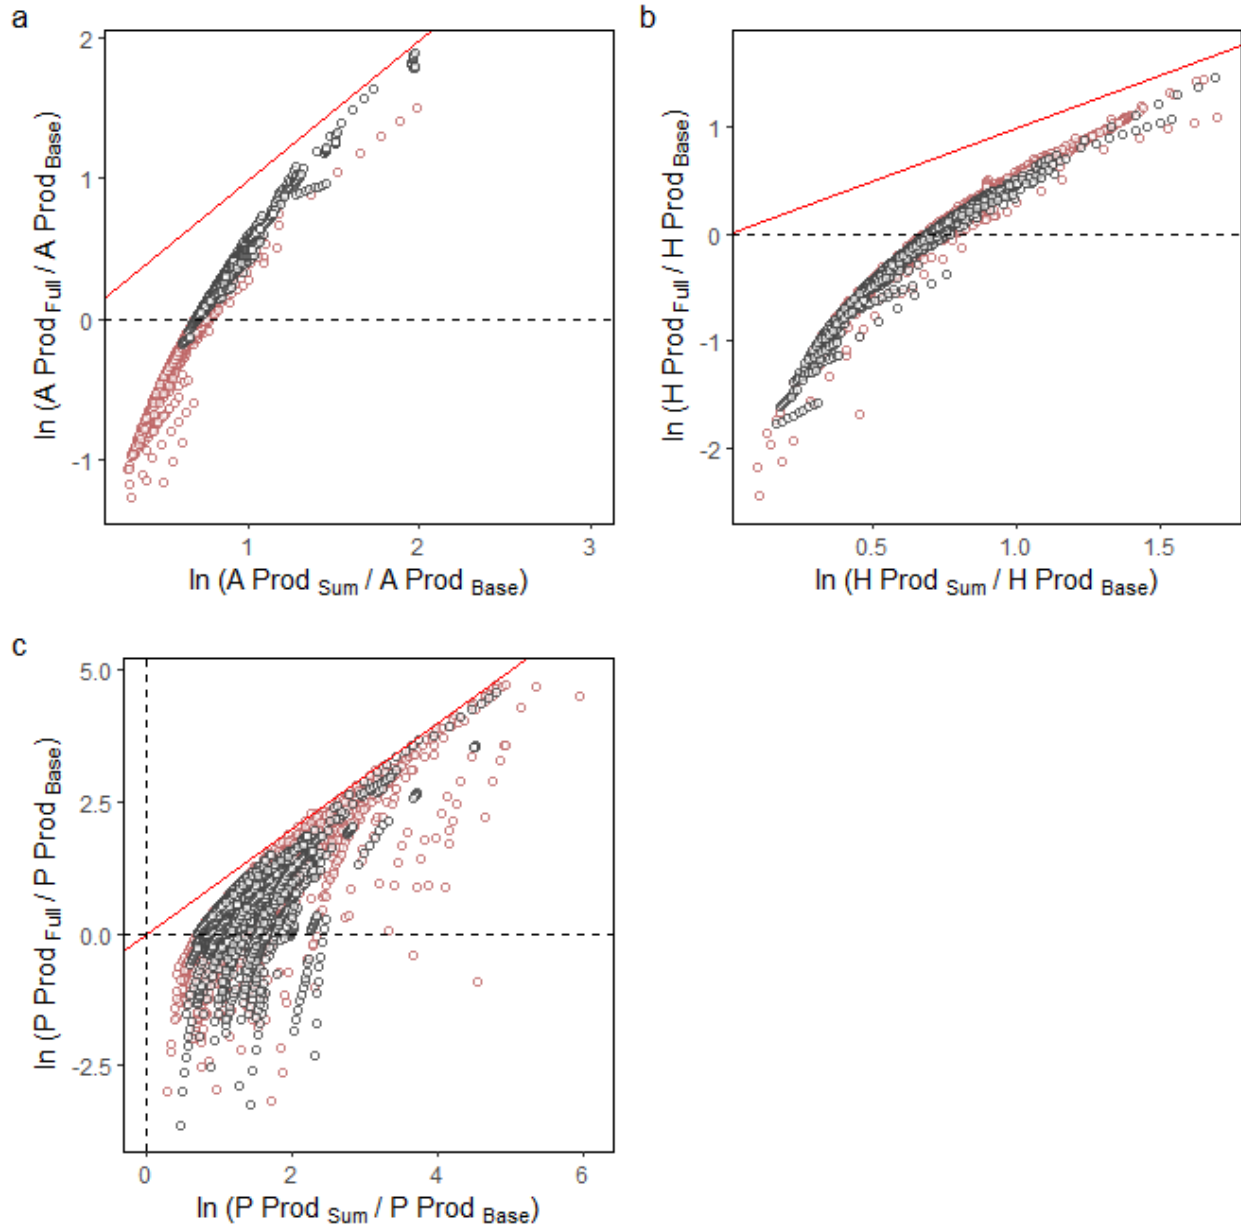 a
ln (A Prod Full / A Prod Base)
2
1
0
-1
1
2
3
ln (A Prod Sum / A Prod Base)
b
ln (H Prod Full / H Prod Base)
1
0
-1
-2
0.5
1.0
1.5
ln (H Prod Sum / H Prod Base)
c
ln (P Prod Full / P Prod Base)
5.0
2.5
0.0
-2.5
0
2
4
6
ln (P Prod Sum / P Prod Base)